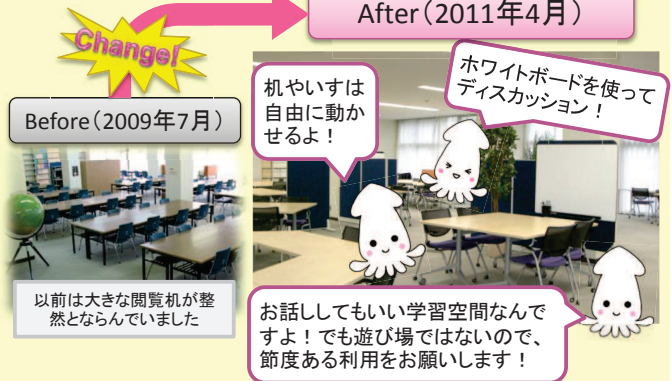 Change!
After（2011年4月）
Before（2009年7月）
以前は大きな閲覧机が整
然とならんでいました
机やいすは
自由に動か
せるよ！
ホワイトボードを使って
ディスカッション！
お話ししてもいい学習空間なんで
すよ！でも遊び場ではないので、
節度ある利用をお願いします！